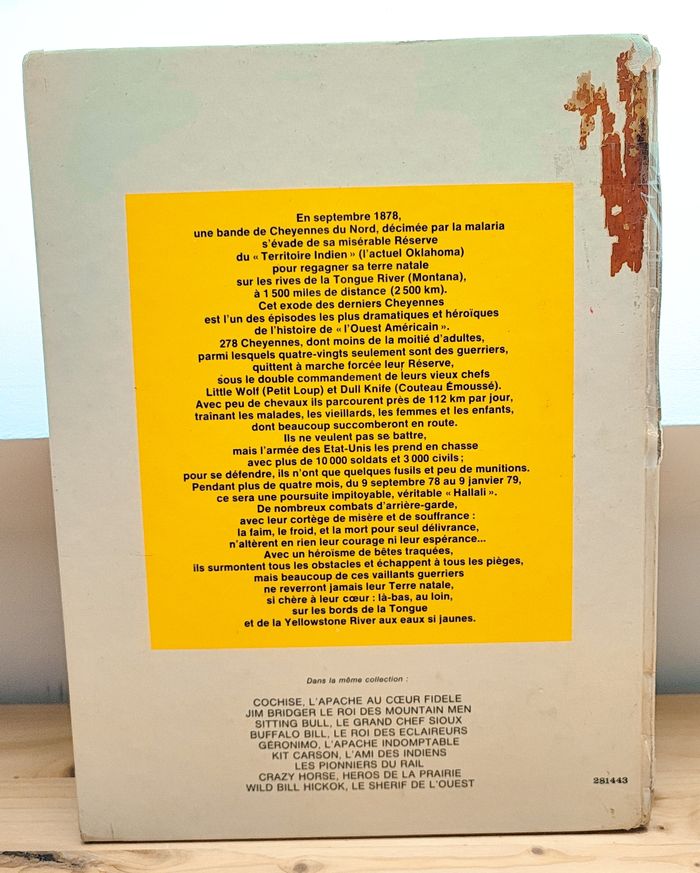 En septembre 1878,
une bande de Cheyennes du Nord, décimée par la malaria
s'évade de sa misérable Réserve
du « Territoire Indien » (l'actuel Oklahoma)
pour regagner sa terre natale
sur les rives de la Tongue River (Montana),
à 1 500 miles de distance (2 500 km).
Cet exode des derniers Cheyennes
est l'un des épisodes les plus dramatiques et héroïques
de l'histoire de « l'Ouest Américain ».
278 Cheyennes, dont moins de la moitié d'adultes,
parmi lesquels quatre-vingts seulement sont des guerriers,
quittent à marche forcée leur Réserve,
sous le double commandement de leurs vieux chefs
Little Wolf (Petit Loup) et Dull Knife (Couteau Émoussé).
Avec peu de chevaux ils parcourent près de 112 km par jour,
traînant les malades, les vieillards, les femmes et les enfants,
dont beaucoup succomberont en route.
Ils ne veulent pas se battre,
mais l'armée des Etat-Unis les prend en chasse
avec plus de 10 000 soldats et 3 000 civils ;
pour se défendre, ils n'ont que quelques fusils et peu de munitions.
Pendant plus de quatre mois, du 9 septembre 78 au 9 janvier 79,
ce sera une poursuite impitoyable, véritable « Hallali ».
De nombreux combats d'arrière-garde,
avec leur cortège de misère et de souffrance :
la faim, le froid, et la mort pour seul délivrance,
n'altèrent en rien leur courage ni leur espérance...
Avec un héroïsme de bêtes traquées,
ils surmontent tous les obstacles et échappent à tous les pièges,
mais beaucoup de ces vaillants guerriers
ne reverront jamais leur Terre natale,
si chère à leur cœur : là-bas, au loin,
sur les bords de la Tongue
et de la Yellowstone River aux eaux si jaunes.
Dans la même collection :
COCHISE, L'APACHE AU CŒUR FIDELE
JIM BRIDGER LE ROI DES MOUNTAIN MEN
SITTING BULL, LE GRAND CHEF SIOUX
BUFFALO BILL, LE ROI DES ECLAIREURS
GÉRONIMO, L'APACHE INDOMPTABLE
KIT CARSON, L'AMI DES INDIENS
LES PIONNIERS DU RAIL
CRAZY HORSE, HEROS DE LA PRAIRIE
WILD BILL HICKOK, LE SHERIF DE L'OUEST
281443